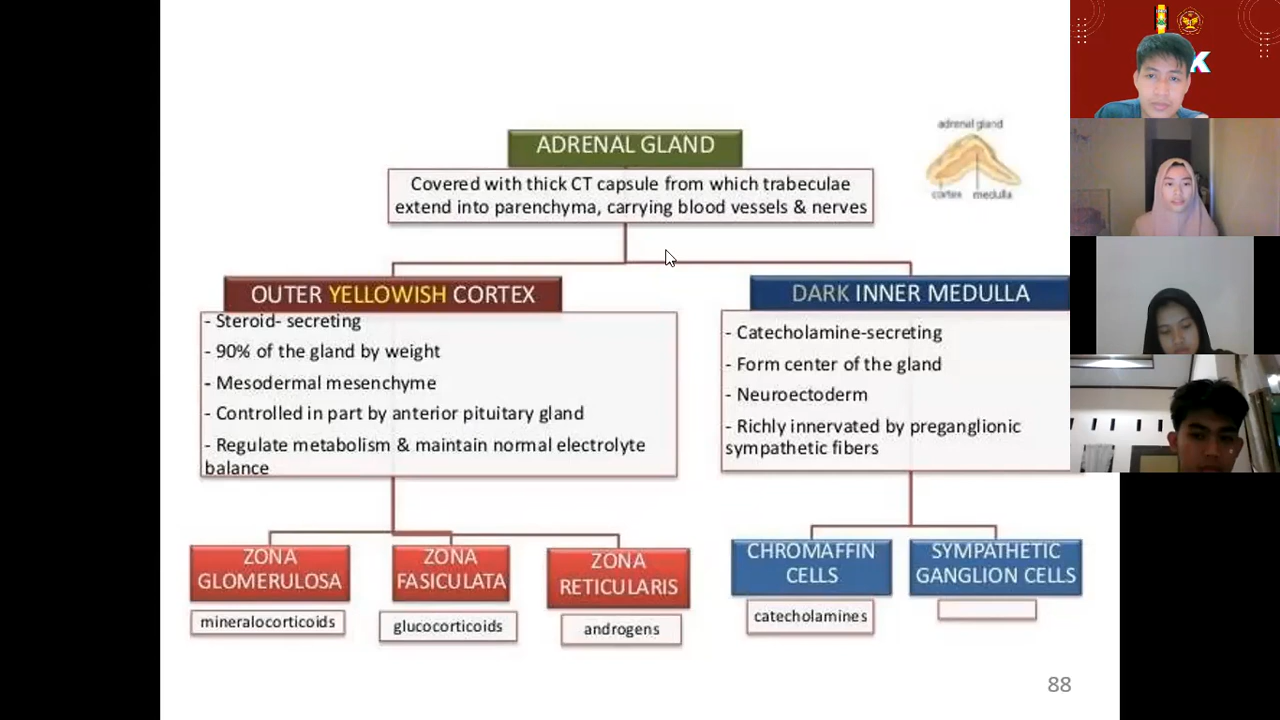 adrenal gland
cortex medulla
ADRENAL GLAND
Covered with thick CT capsule from which trabeculae
extend into parenchyma, carrying blood vessels & nerves
OUTER YELLOWISH CORTEX
- Steroid- secreting
- 90% of the gland by weight
- Mesodermal mesenchyme
- Controlled in part by anterior pituitary gland
- Regulate metabolism & maintain normal electrolyte
balance
DARK INNER MEDULLA
- Catecholamine-secreting
- Form center of the gland
- Neuroectoderm
- Richly innervated by preganglionic
sympathetic fibers
ZONA
GLOMERULOSA
mineralocorticoids
ZONA
FASICULATA
glucocorticoids
ZONA
RETICULARIS
androgens
CHROMAFFIN
CELLS
catecholamines
SYMPATHETIC
GANGLION CELLS
88
K